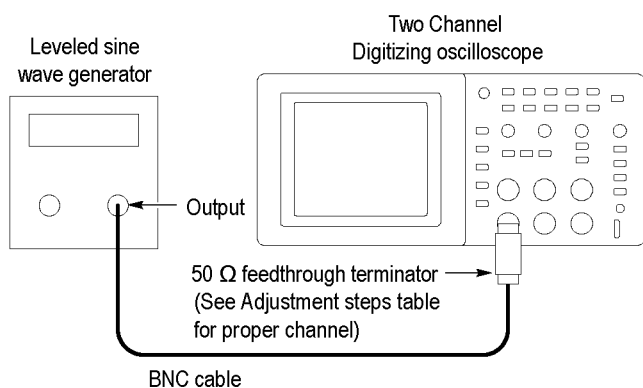 Two Channel
Digitizing oscilloscope
Leveled sine
wave generator
Output
50 Ω feedthrough terminator
(See Adjustment steps table
for proper channel)
BNC cable